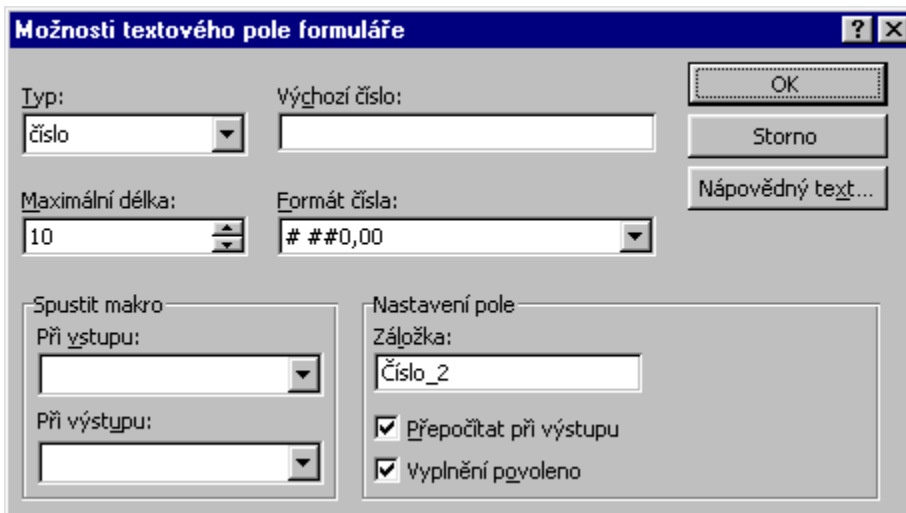 Možnosti textového pole formuláře
Typ:
Výchozí číslo:
OK
číslo
Storno
Maximální délka:
Formát čísla:
Nápovědný text...
10
# ##0,00
Spustit makro
Nastavení pole
Při vstupu:
Záložka:
Číslo_2
Při výstupu:
Přepočítat při výstupu
Vyplnění povoleno